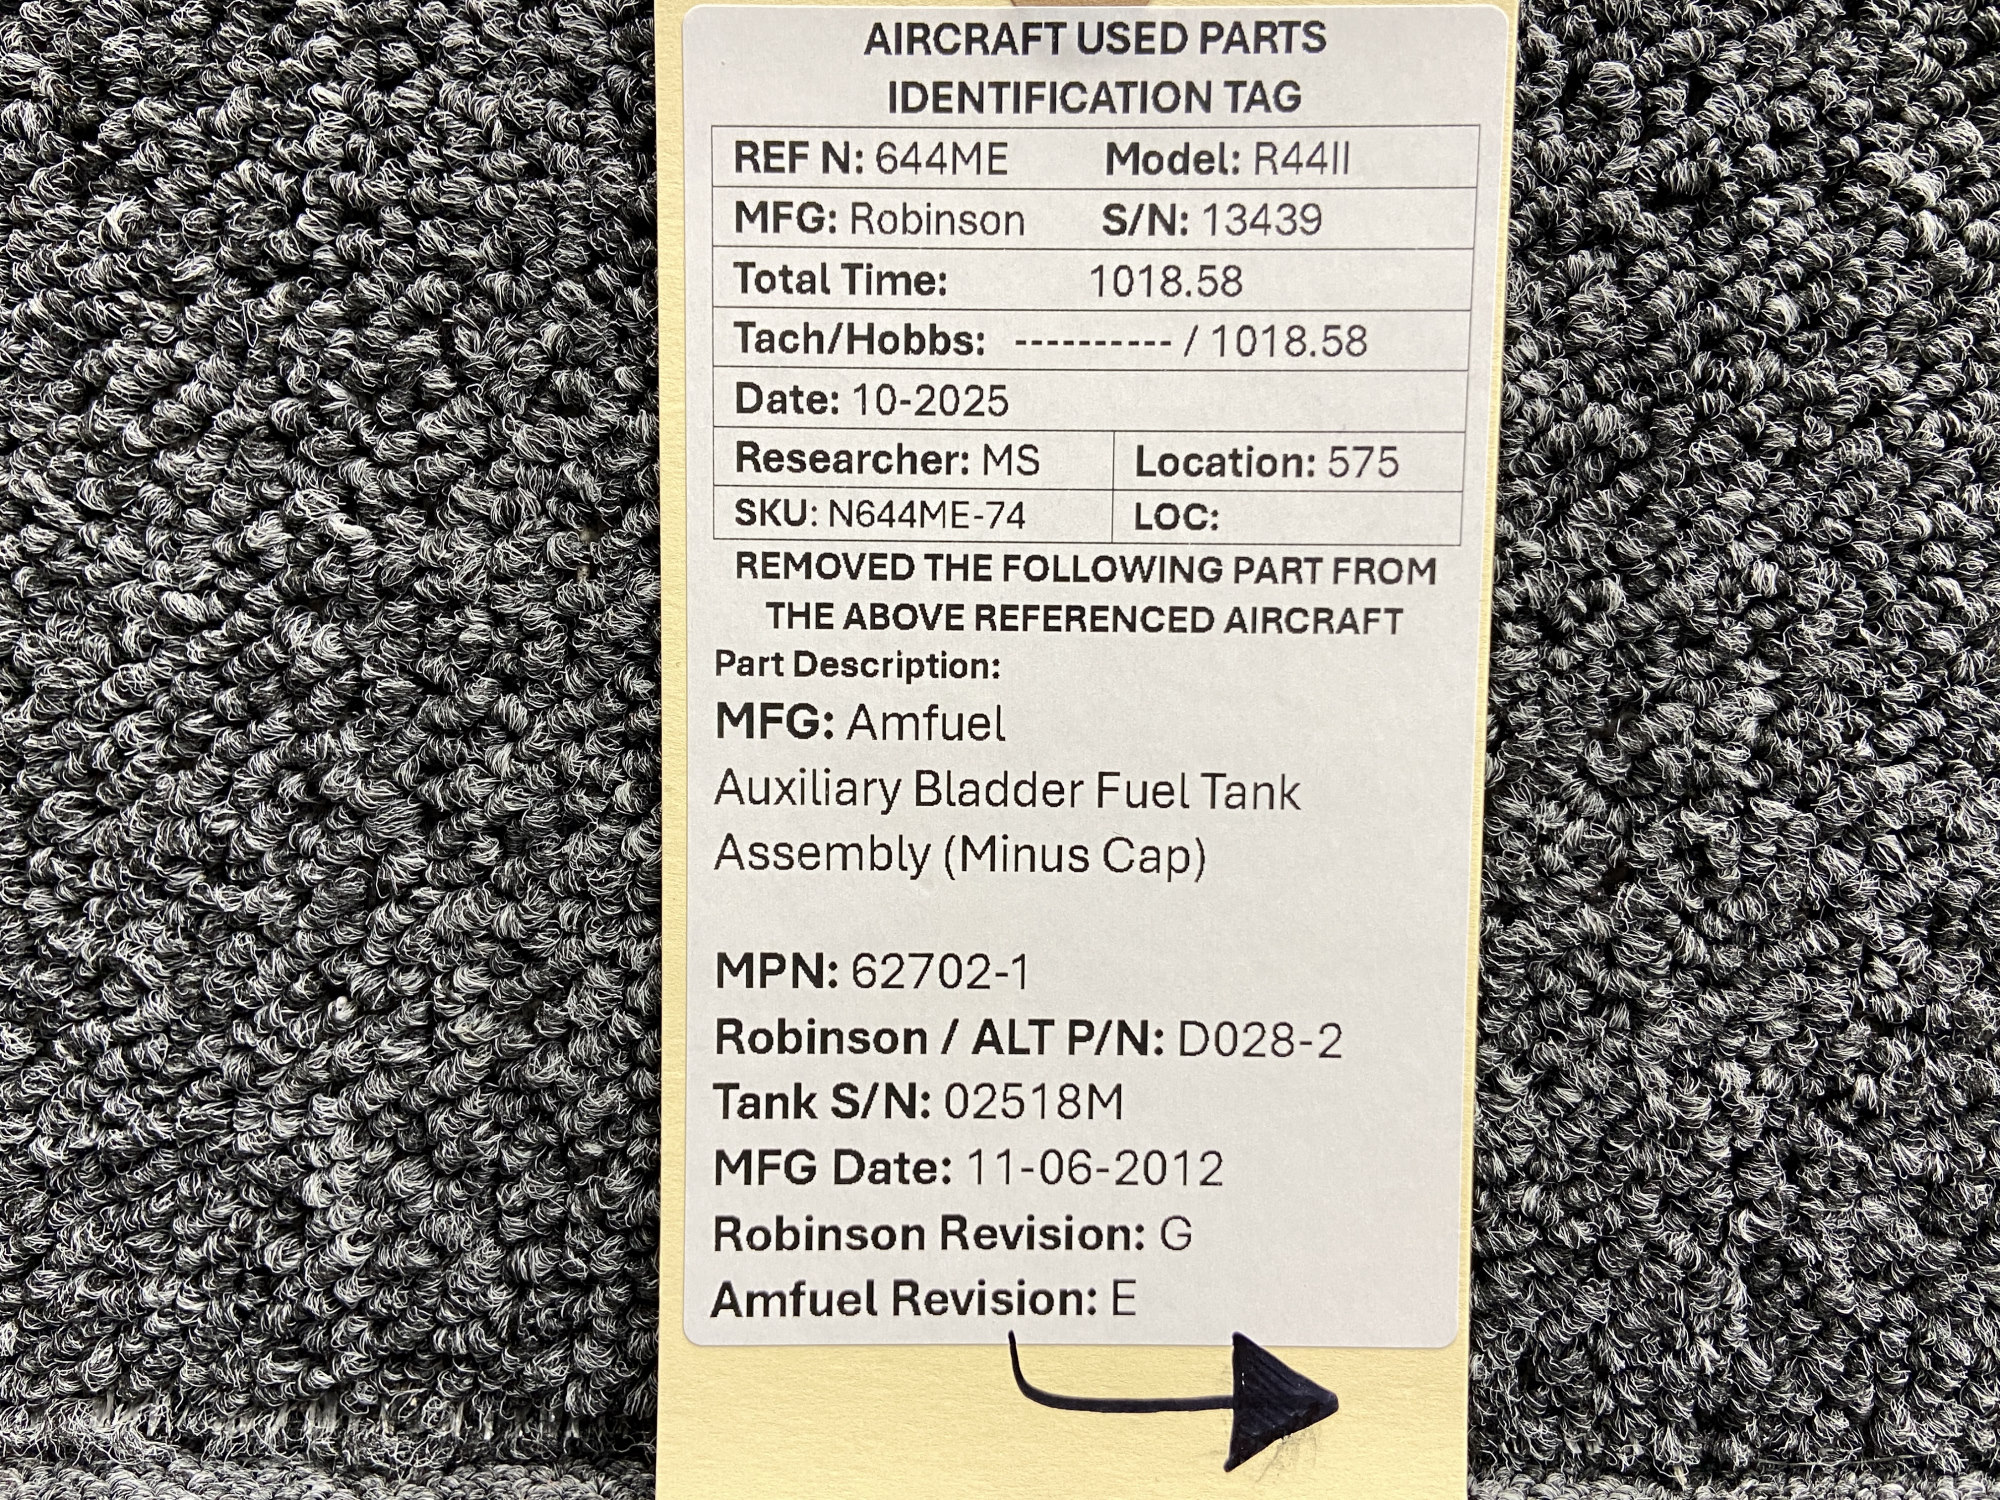 AIRCRAFT USED PARTS
IDENTIFICATION TAG
REF N: 644ME Model: R44II
MFG: Robinson S/N: 13439
Total Time: 1018.58
Tach/Hobbs: ---------- / 1018.58
Date: 10-2025
Researcher: MS Location: 575
SKU: N644ME-74 LOC:
REMOVED THE FOLLOWING PART FROM
THE ABOVE REFERENCED AIRCRAFT
Part Description:
MFG: Amfuel
Auxiliary Bladder Fuel Tank
Assembly (Minus Cap)
MPN: 62702-1
Robinson / ALT P/N: D028-2
Tank S/N: 02518M
MFG Date: 11-06-2012
Robinson Revision: G
Amfuel Revision: E